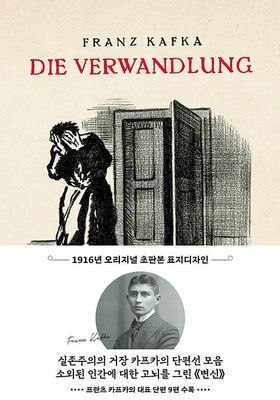 FRANZ KAFKA
DIE VERWANDLUNG
1916년 오리지널 초판본 표지디자인
Franz Kafka
실존주의의 거장 카프카의 단편선 모음
소외된 인간에 대한 고뇌를 그린 《변신》
프란츠 카프카의 대표 단편 9편 수록